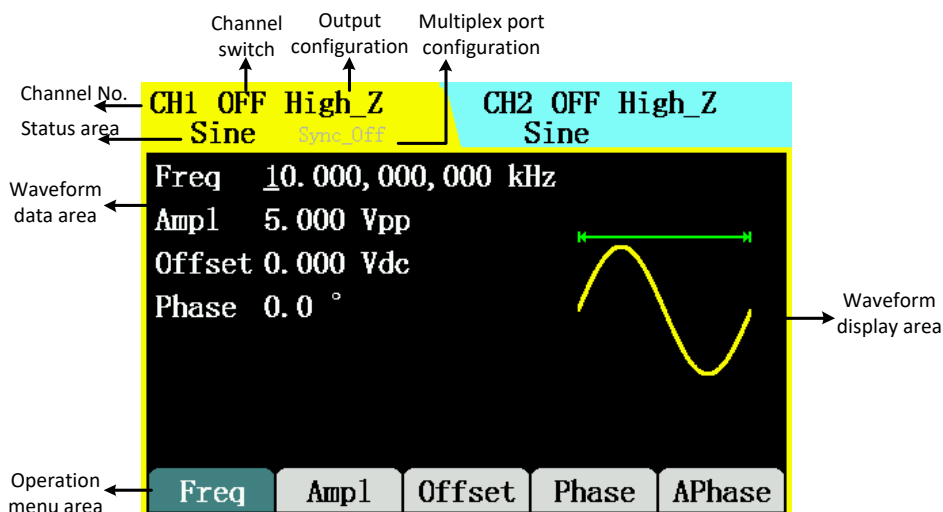 Channel switch
Output configuration
Multiplex port configuration
Channel No.
CH1 OFF High_Z
CH2 OFF High_Z
Status area
Sine
Sync_Off
Sine
Waveform data area
Freq 10.000,000,000 kHz
Ampl 5.000 Vpp
Offset 0.000 Vdc
Phase 0.0 °
Waveform display area
Operation menu area
Freq
Ampl
Offset
Phase
APhase